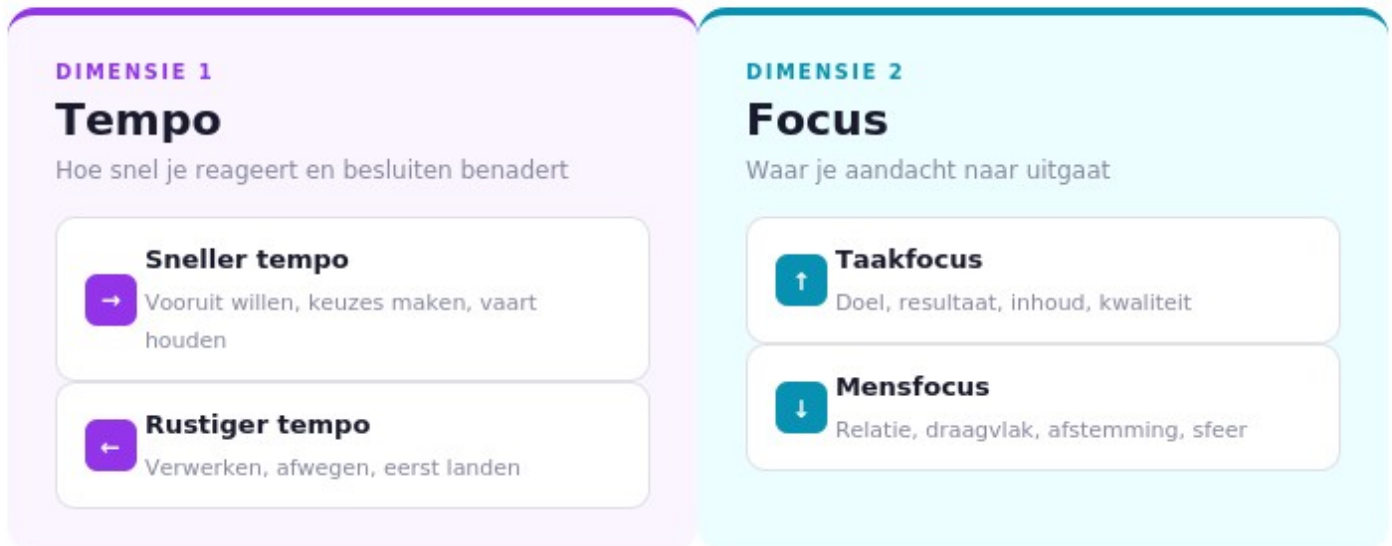 DIMENSIE 1
Tempo
Hoe snel je reageert en besluiten benadert
→
Sneller tempo
Vooruit willen, keuzes maken, vaart
houden
←
Rustiger tempo
Verwerken, afwegen, eerst landen
DIMENSIE 2
Focus
Waar je aandacht naar uitgaat
↑
Taakfocus
Doel, resultaat, inhoud, kwaliteit
↓
Mensfocus
Relatie, draagvlak, afstemming, sfeer